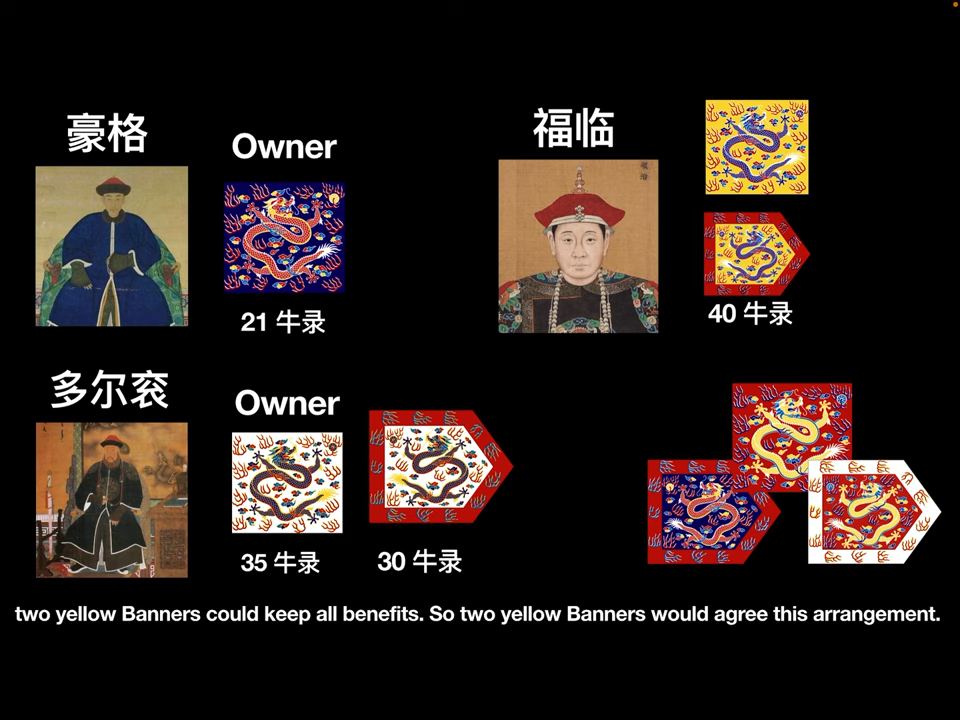 豪格
Owner
21 牛录
福临
40 牛录
多尔衮
Owner
35 牛录
30 牛录
two yellow Banners could keep all benefits. So two yellow Banners would agree this arrangement.